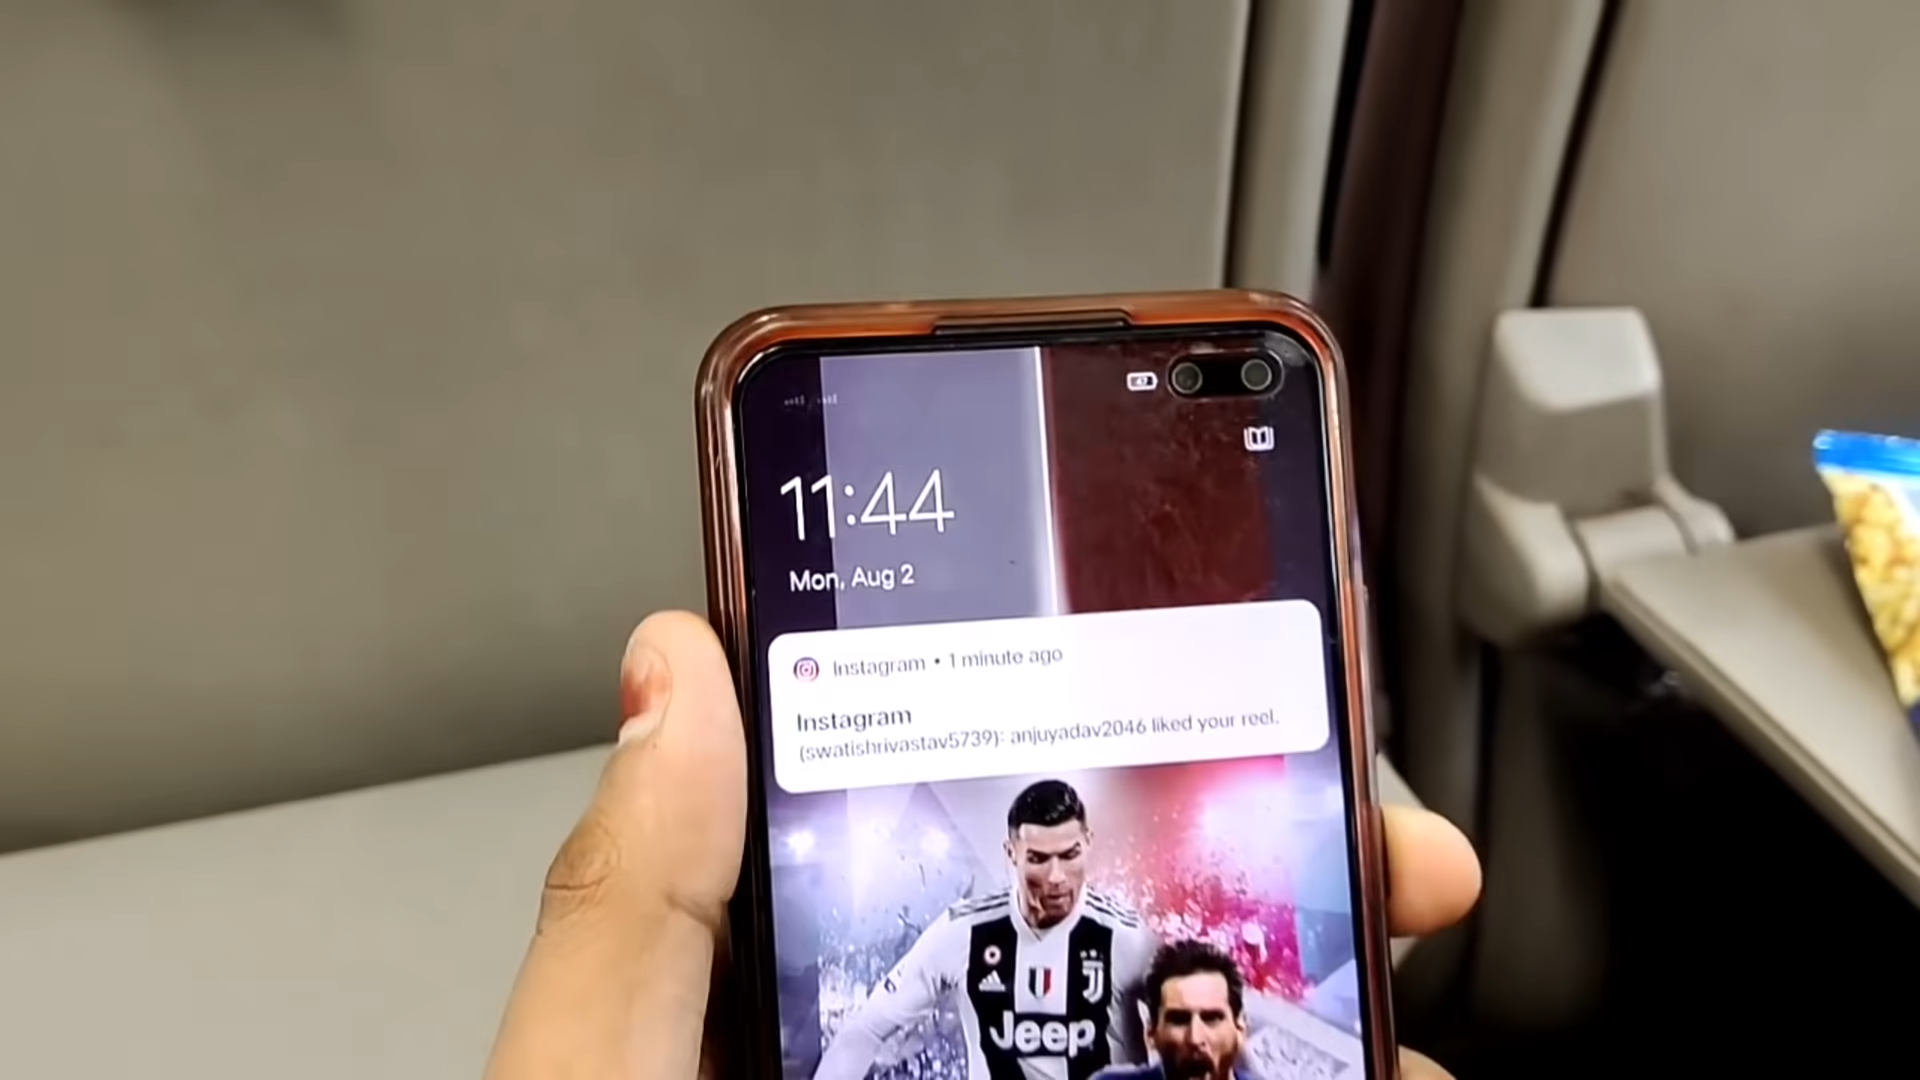 11:44
Mon, Aug 2
Instagram • 1 minute ago
Instagram
(swatishrivastav5739): anjuyadav2046 liked your reel.
Jeep